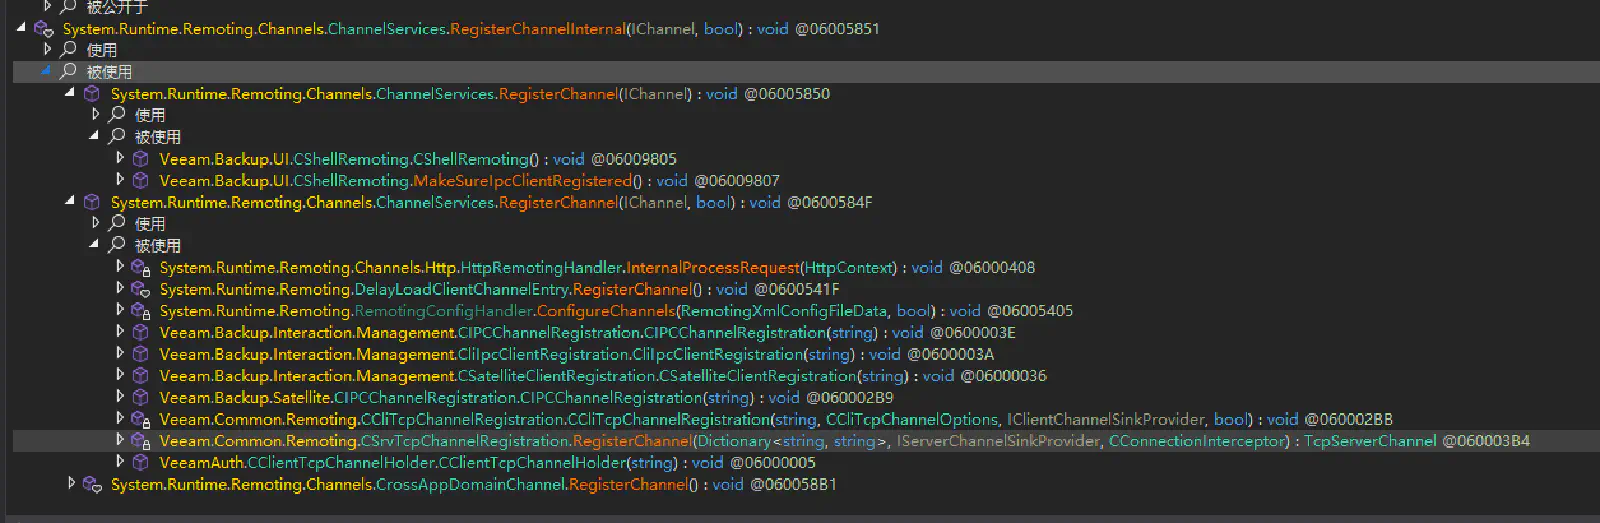 被公开于
System.Runtime.Remoting.Channels.ChannelServices.RegisterChannelInternal(IChannel, bool) : void @06005851
使用
被使用
System.Runtime.Remoting.Channels.ChannelServices.RegisterChannel(IChannel) : void @06005850
使用
被使用
Veeam.Backup.UI.CShellRemoting.CShellRemoting() : void @06009805
Veeam.Backup.UI.CShellRemoting.MakeSureIpcClientRegistered() : void @06009807
System.Runtime.Remoting.Channels.ChannelServices.RegisterChannel(IChannel, bool) : void @0600584F
使用
被使用
System.Runtime.Remoting.Channels.Http.HttpRemotingHandler.InternalProcessRequest(HttpContext) : void @06000408
System.Runtime.Remoting.DelayLoadClientChannelEntry.RegisterChannel() : void @0600541F
System.Runtime.Remoting.RemotingConfigHandler.ConfigureChannels(RemotingXmlConfigFileData, bool) : void @06005405
Veeam.Backup.Interaction.Management.CIPCChannelRegistration.CIPCChannelRegistration(string) : void @0600003E
Veeam.Backup.Interaction.Management.CliIpcClientRegistration.CliIpcClientRegistration(string) : void @0600003A
Veeam.Backup.Interaction.Management.CSatelliteClientRegistration.CSatelliteClientRegistration(string) : void @06000036
Veeam.Backup.Satellite.CIPCChannelRegistration.CIPCChannelRegistration(string) : void @060002B9
Veeam.Common.Remoting.CCliTcpChannelRegistration.CCliTcpChannelRegistration(string, CCliTcpChannelOptions, IClientChannelSinkProvider, bool) : void @060002BB
Veeam.Common.Remoting.CSrvTcpChannelRegistration.RegisterChannel(Dictionary<string, string>, IServerChannelSinkProvider, CConnectionInterceptor) : TcpServerChannel @060003B4
VeeamAuth.CClientTcpChannelHolder.CClientTcpChannelHolder(string) : void @06000005
System.Runtime.Remoting.Channels.CrossAppDomainChannel.RegisterChannel() : void @060058B1